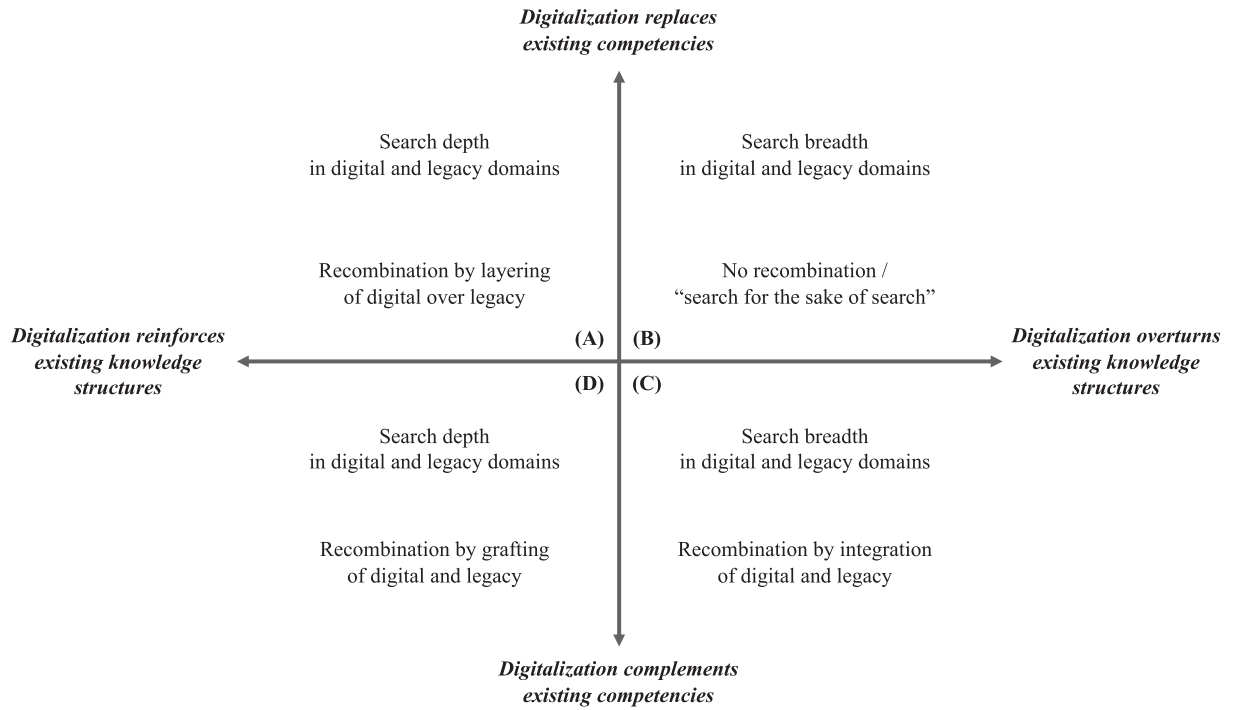 Digitalization replaces
existing competencies
Search depth
in digital and legacy domains
Search breadth
in digital and legacy domains
Recombination by layering
of digital over legacy
No recombination /
“search for the sake of search”
Digitalization reinforces
existing knowledge
structures
(A)
(B)
Digitalization overturns
existing knowledge
structures
(D)
(C)
Search depth
in digital and legacy domains
Search breadth
in digital and legacy domains
Recombination by grafting
of digital and legacy
Recombination by integration
of digital and legacy
Digitalization complements
existing competencies